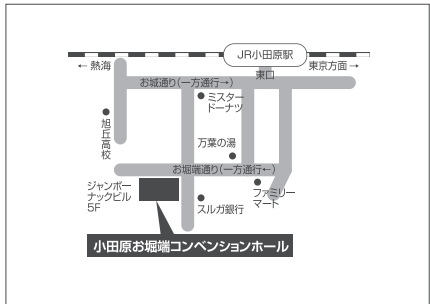 JR小田原駅
← 熱海
東口
東京方面 →
お城通り（一方通行→）
ミスター
ドーナツ
旭丘高校
万葉の湯
お堀端通り（一方通行←）
ジャンボー
ナックビル
5F
ファミリー
マート
スルガ銀行
小田原お堀端コンベンションホール